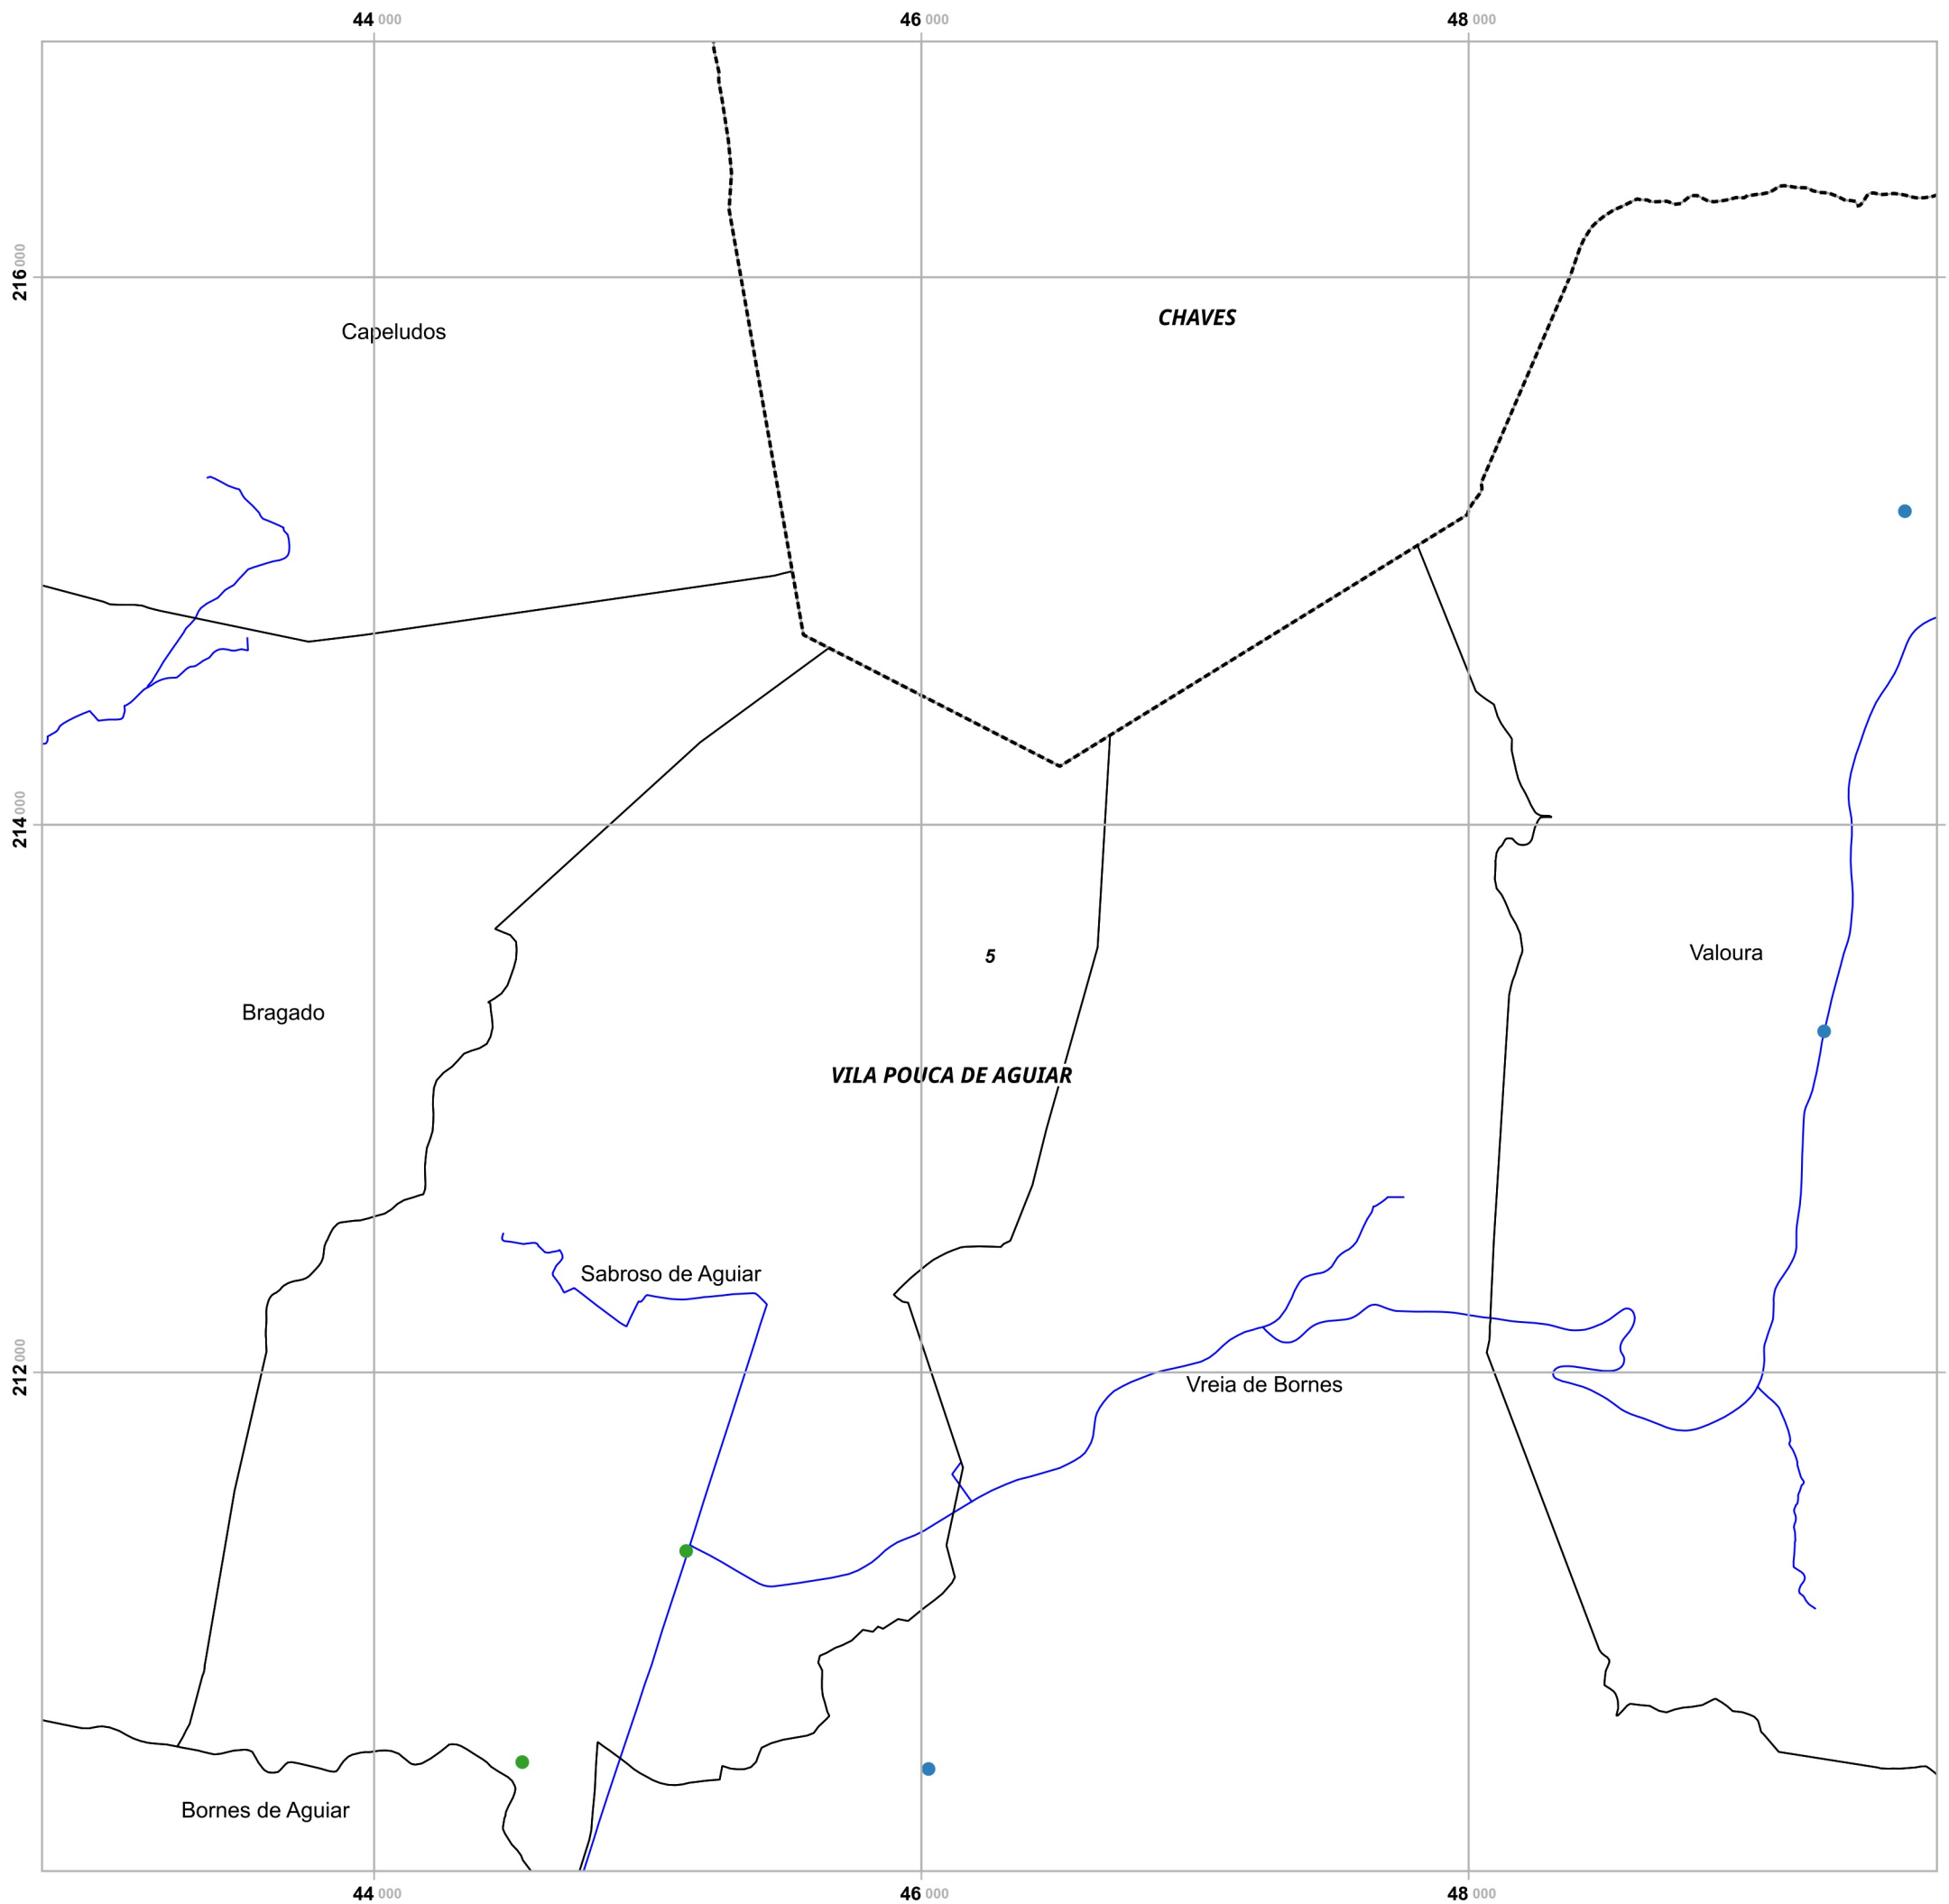 44 000 46 000 48 000
216 000
CHAVES
Capeludos
214 000
Valoura
5
Bragado
VILA POUCA DE AGUIAR
Sabroso de Aguiar
212 000
Vreia de Bornes
Bornes de Aguiar
44 000 46 000 48 000